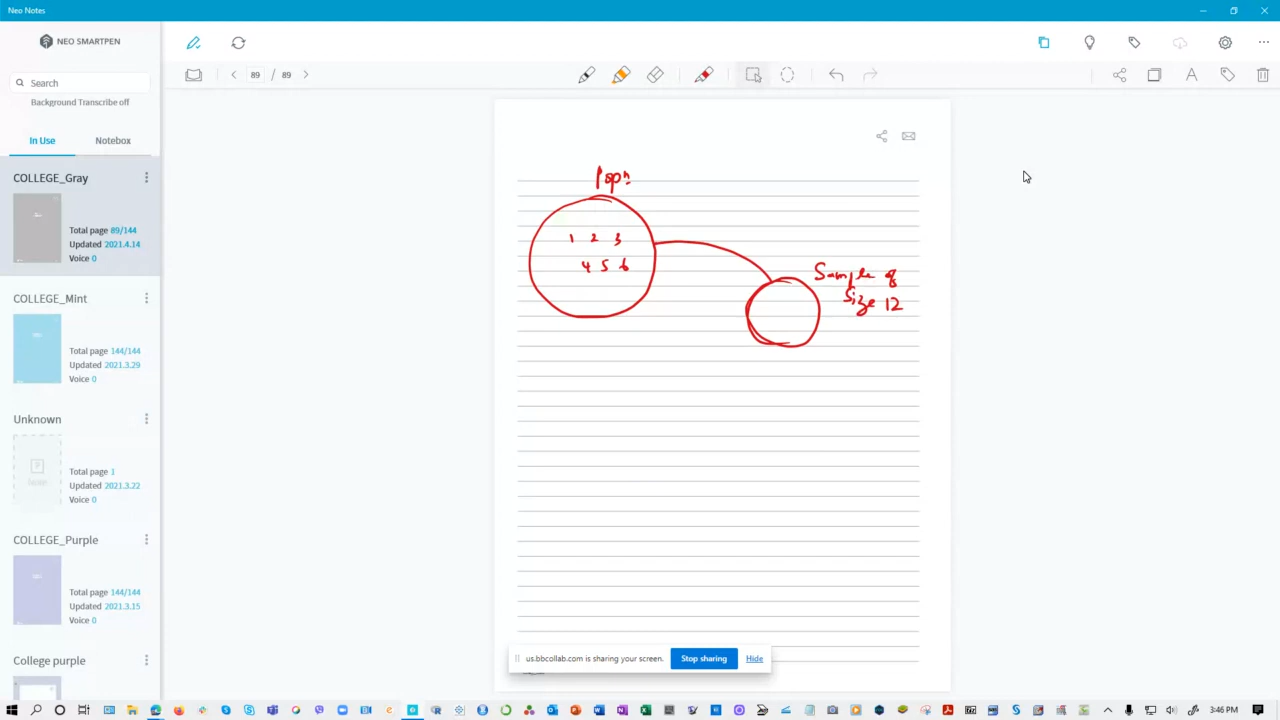 Neo Notes
NEO SMARTPEN
Search
Background Transcribe off
In Use
Notebox
COLLEGE_Gray
Total page 89/144
Updated 2021.4.14
Voice 0
COLLEGE_Mint
Total page 144/144
Updated 2021.3.29
Voice 0
Unknown
Total page 1
Updated 2021.3.22
Voice 0
COLLEGE_Purple
Total page 144/144
Updated 2021.3.15
Voice 0
College purple
89 / 89
Popn
1 2 3
4 5 6
Sample of
Size 12
us.bbcollab.com is sharing your screen.
Stop sharing
Hide
3:46 PM